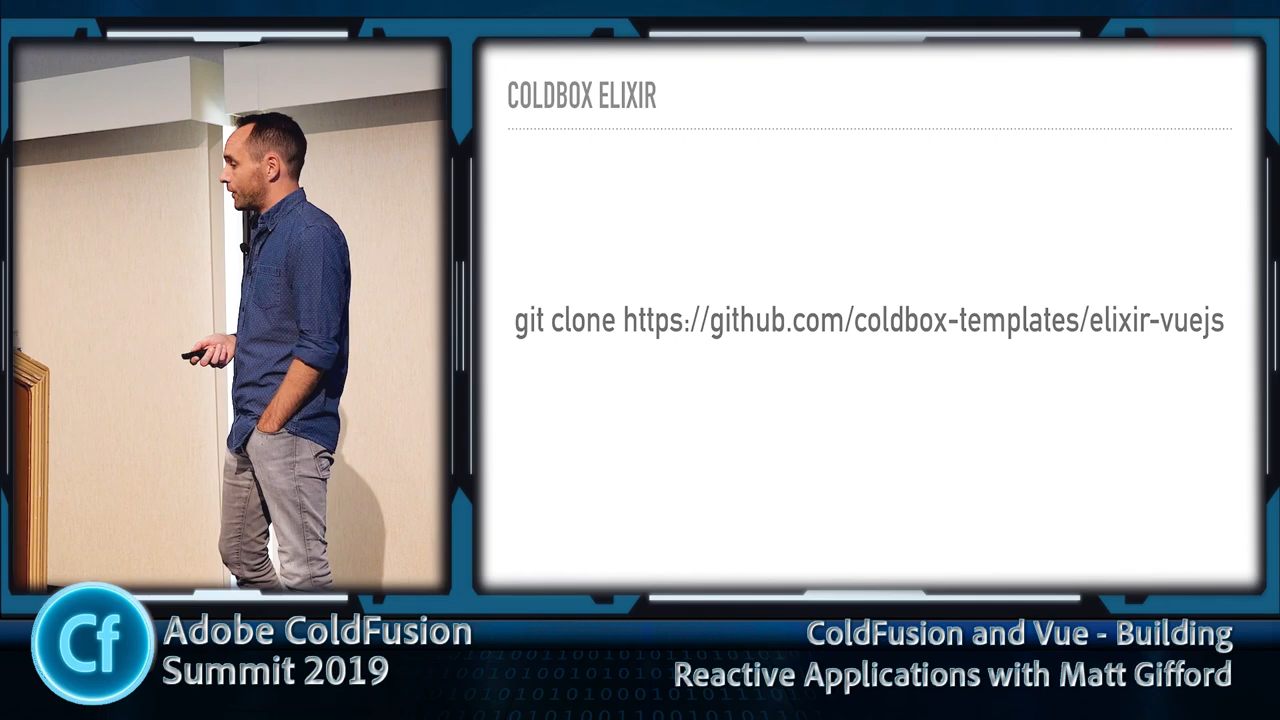 COLDBOX ELIXIR
git clone https://github.com/coldbox-templates/elixir-vuejs
Cf
Adobe ColdFusion
Summit 2019
ColdFusion and Vue - Building
Reactive Applications with Matt Gifford